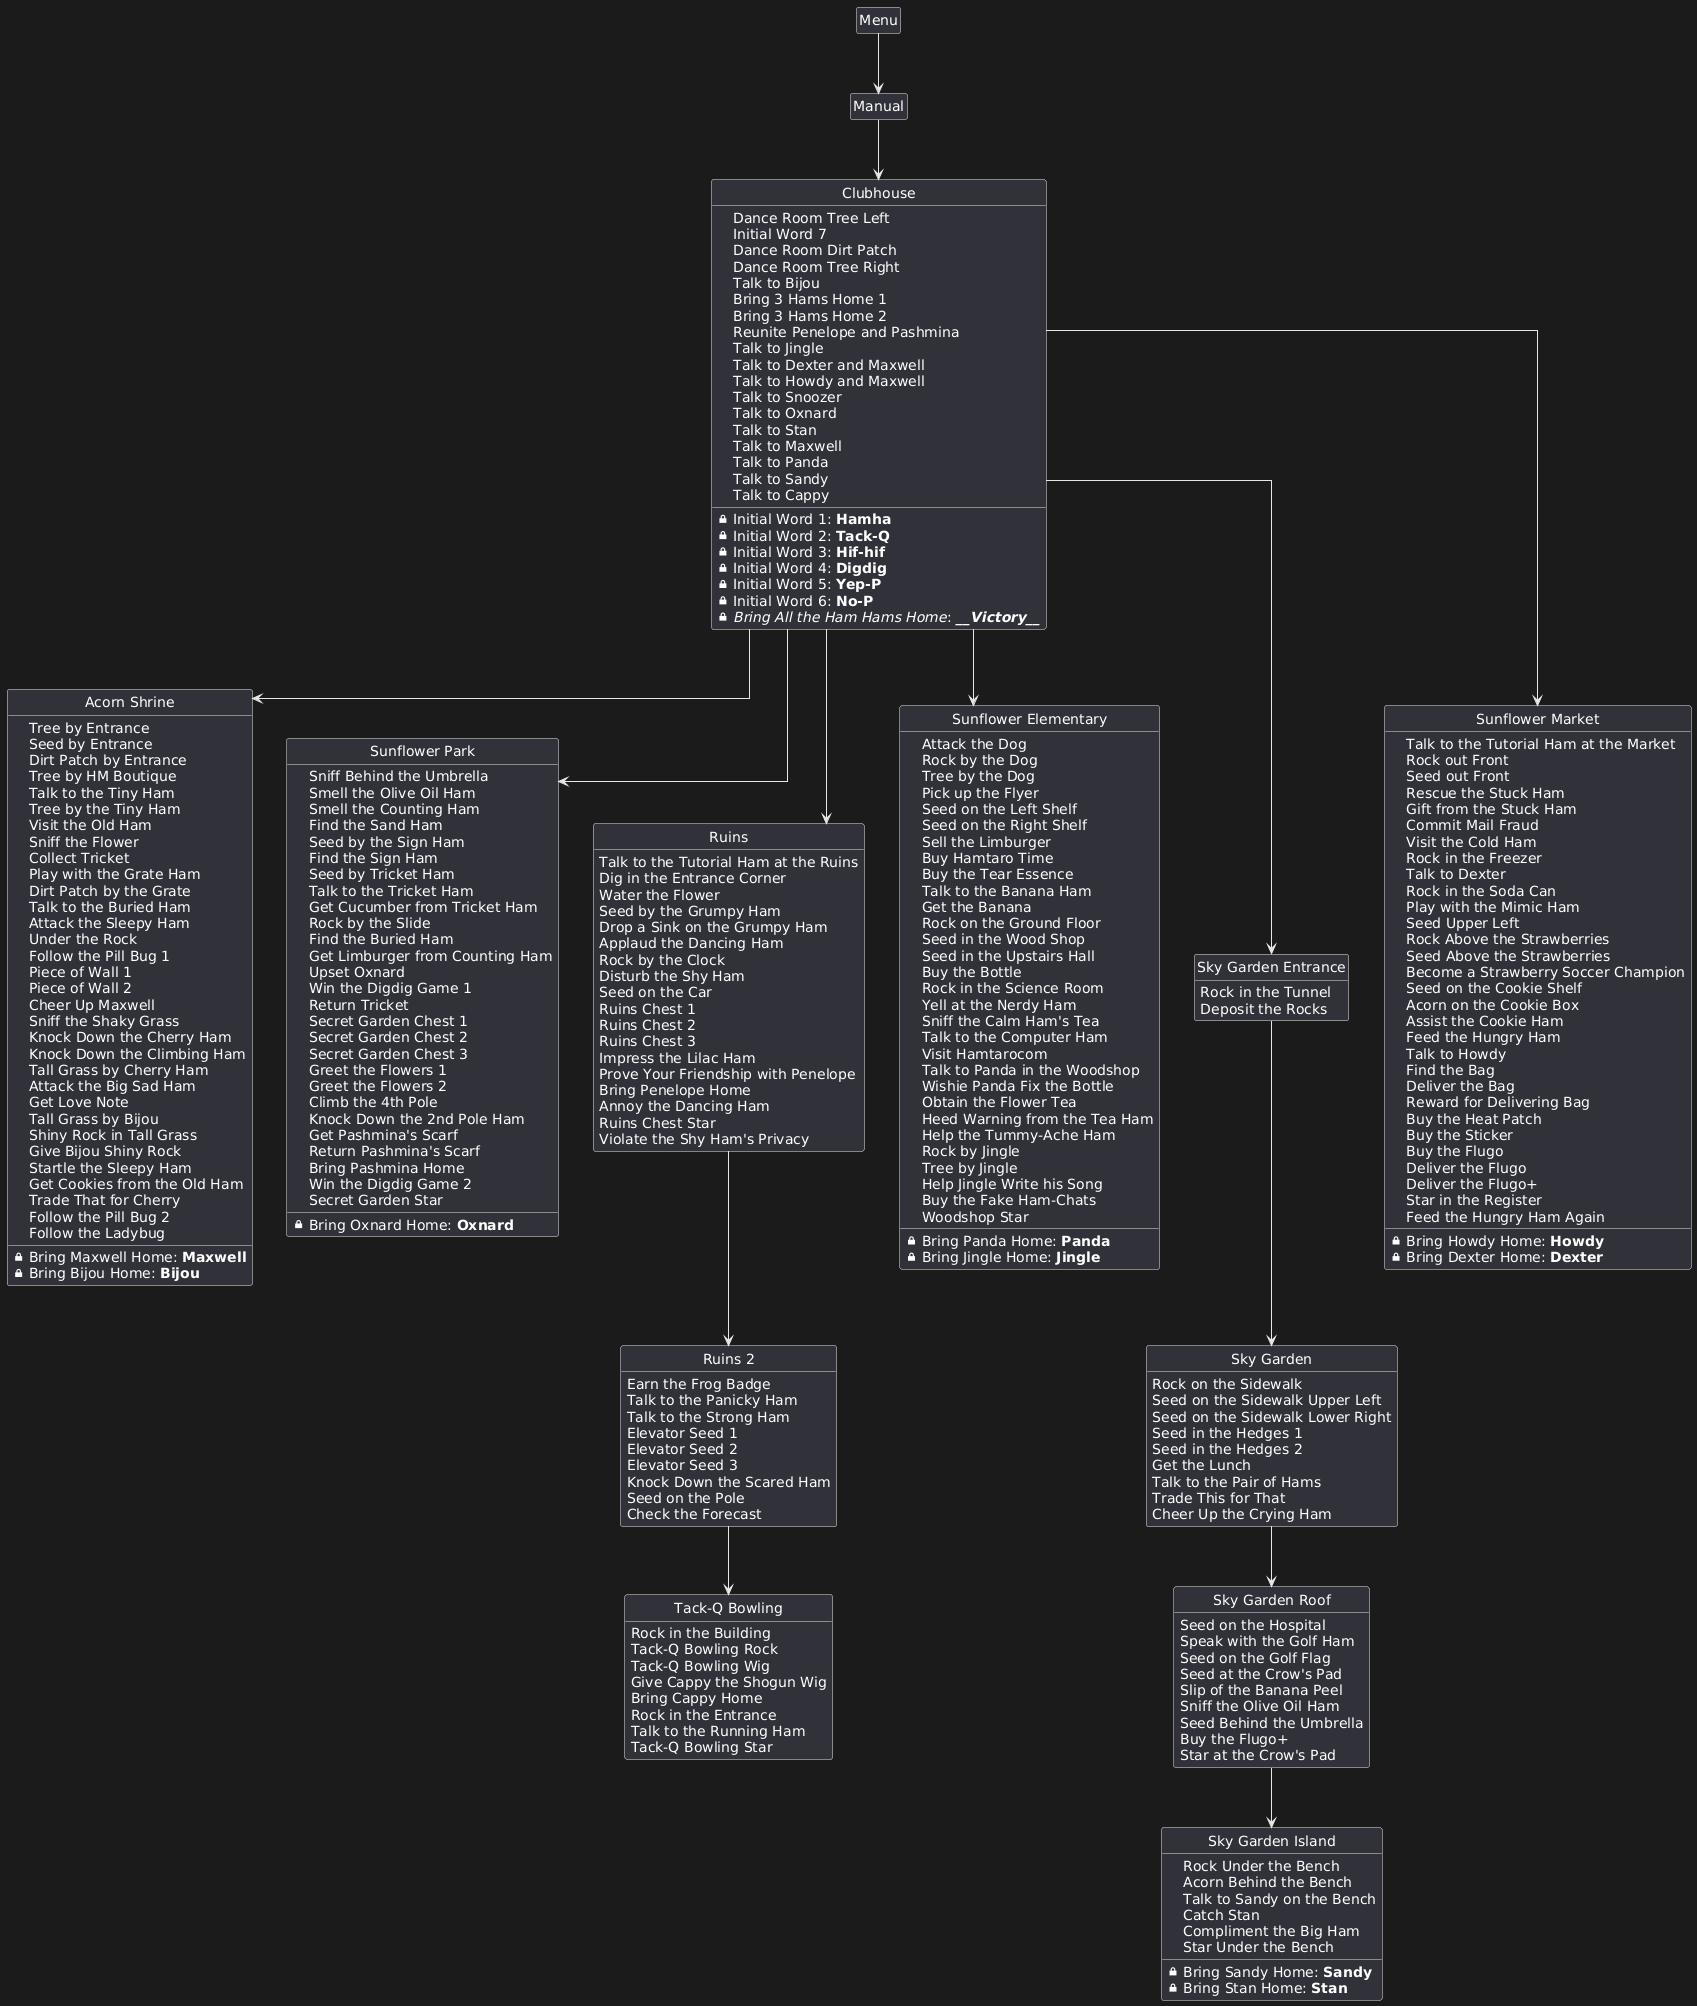 Menu
Manual
Clubhouse
Dance Room Tree Left
Initial Word 7
Dance Room Dirt Patch
Dance Room Tree Right
Talk to Bijou
Bring 3 Hams Home 1
Bring 3 Hams Home 2
Reunite Penelope and Pashmina
Talk to Jingle
Talk to Dexter and Maxwell
Talk to Howdy and Maxwell
Talk to Snoozer
Talk to Oxnard
Talk to Stan
Talk to Maxwell
Talk to Panda
Talk to Sandy
Talk to Cappy
Initial Word 1: Hamha
Initial Word 2: Tack-Q
Initial Word 3: Hif-hif
Initial Word 4: Digdig
Initial Word 5: Yep-P
Initial Word 6: No-P
Bring All the Ham Hams Home: __Victory__
Acorn Shrine
Tree by Entrance
Seed by Entrance
Dirt Patch by Entrance
Tree by HM Boutique
Talk to the Tiny Ham
Tree by the Tiny Ham
Visit the Old Ham
Sniff the Flower
Collect Tricket
Play with the Grate Ham
Dirt Patch by the Grate
Talk to the Buried Ham
Attack the Sleepy Ham
Under the Rock
Follow the Pill Bug 1
Piece of Wall 1
Piece of Wall 2
Cheer Up Maxwell
Sniff the Shaky Grass
Knock Down the Cherry Ham
Knock Down the Climbing Ham
Tall Grass by Cherry Ham
Attack the Big Sad Ham
Get Love Note
Tall Grass by Bijou
Shiny Rock in Tall Grass
Give Bijou Shiny Rock
Startle the Sleepy Ham
Get Cookies from the Old Ham
Trade That for Cherry
Follow the Pill Bug 2
Follow the Ladybug
Bring Maxwell Home: Maxwell
Bring Bijou Home: Bijou
Sunflower Park
Sniff Behind the Umbrella
Smell the Olive Oil Ham
Smell the Counting Ham
Find the Sand Ham
Seed by the Sign Ham
Find the Sign Ham
Seed by Tricket Ham
Talk to the Tricket Ham
Get Cucumber from Tricket Ham
Rock by the Slide
Find the Buried Ham
Get Limburger from Counting Ham
Upset Oxnard
Win the Digdig Game 1
Return Tricket
Secret Garden Chest 1
Secret Garden Chest 2
Secret Garden Chest 3
Greet the Flowers 1
Greet the Flowers 2
Climb the 4th Pole
Knock Down the 2nd Pole Ham
Get Pashmina's Scarf
Return Pashmina's Scarf
Bring Pashmina Home
Win the Digdig Game 2
Secret Garden Star
Bring Oxnard Home: Oxnard
Ruins
Talk to the Tutorial Ham at the Ruins
Dig in the Entrance Corner
Water the Flower
Seed by the Grumpy Ham
Drop a Sink on the Grumpy Ham
Applaud the Dancing Ham
Rock by the Clock
Disturb the Shy Ham
Seed on the Car
Ruins Chest 1
Ruins Chest 2
Ruins Chest 3
Impress the Lilac Ham
Prove Your Friendship with Penelope
Bring Penelope Home
Annoy the Dancing Ham
Ruins Chest Star
Violate the Shy Ham's Privacy
Sunflower Elementary
Attack the Dog
Rock by the Dog
Tree by the Dog
Pick up the Flyer
Seed on the Left Shelf
Seed on the Right Shelf
Sell the Limburger
Buy Hamtaro Time
Buy the Tear Essence
Talk to the Banana Ham
Get the Banana
Rock on the Ground Floor
Seed in the Wood Shop
Seed in the Upstairs Hall
Buy the Bottle
Rock in the Science Room
Yell at the Nerdy Ham
Sniff the Calm Ham's Tea
Talk to the Computer Ham
Visit Hamtarocom
Talk to Panda in the Woodshop
Wishie Panda Fix the Bottle
Obtain the Flower Tea
Heed Warning from the Tea Ham
Help the Tummy-Ache Ham
Rock by Jingle
Tree by Jingle
Help Jingle Write his Song
Buy the Fake Ham-Chats
Woodshop Star
Bring Panda Home: Panda
Bring Jingle Home: Jingle
Sky Garden Entrance
Rock in the Tunnel
Deposit the Rocks
Sunflower Market
Talk to the Tutorial Ham at the Market
Rock out Front
Seed out Front
Rescue the Stuck Ham
Gift from the Stuck Ham
Commit Mail Fraud
Visit the Cold Ham
Rock in the Freezer
Talk to Dexter
Rock in the Soda Can
Play with the Mimic Ham
Seed Upper Left
Rock Above the Strawberries
Seed Above the Strawberries
Become a Strawberry Soccer Champion
Seed on the Cookie Shelf
Acorn on the Cookie Box
Assist the Cookie Ham
Feed the Hungry Ham
Talk to Howdy
Find the Bag
Deliver the Bag
Reward for Delivering Bag
Buy the Heat Patch
Buy the Sticker
Buy the Flugo
Deliver the Flugo
Deliver the Flugo+
Star in the Register
Feed the Hungry Ham Again
Bring Howdy Home: Howdy
Bring Dexter Home: Dexter
Ruins 2
Earn the Frog Badge
Talk to the Panicky Ham
Talk to the Strong Ham
Elevator Seed 1
Elevator Seed 2
Elevator Seed 3
Knock Down the Scared Ham
Seed on the Pole
Check the Forecast
Sky Garden
Rock on the Sidewalk
Seed on the Sidewalk Upper Left
Seed on the Sidewalk Lower Right
Seed in the Hedges 1
Seed in the Hedges 2
Get the Lunch
Talk to the Pair of Hams
Trade This for That
Cheer Up the Crying Ham
Tack-Q Bowling
Rock in the Building
Tack-Q Bowling Rock
Tack-Q Bowling Wig
Give Cappy the Shogun Wig
Bring Cappy Home
Rock in the Entrance
Talk to the Running Ham
Tack-Q Bowling Star
Sky Garden Roof
Seed on the Hospital
Speak with the Golf Ham
Seed on the Golf Flag
Seed at the Crow's Pad
Slip of the Banana Peel
Sniff the Olive Oil Ham
Seed Behind the Umbrella
Buy the Flugo+
Star at the Crow's Pad
Sky Garden Island
Rock Under the Bench
Acorn Behind the Bench
Talk to Sandy on the Bench
Catch Stan
Compliment the Big Ham
Star Under the Bench
Bring Sandy Home: Sandy
Bring Stan Home: Stan